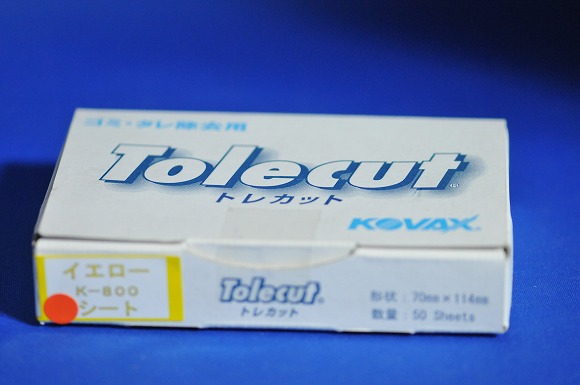 ゴミ・タレ除去用
Tolecut®
トレカット
KOVAX®
イエロー
K-800
シート
Tolecut®
トレカット
形状:70mm×114mm
数量:50 Sheets